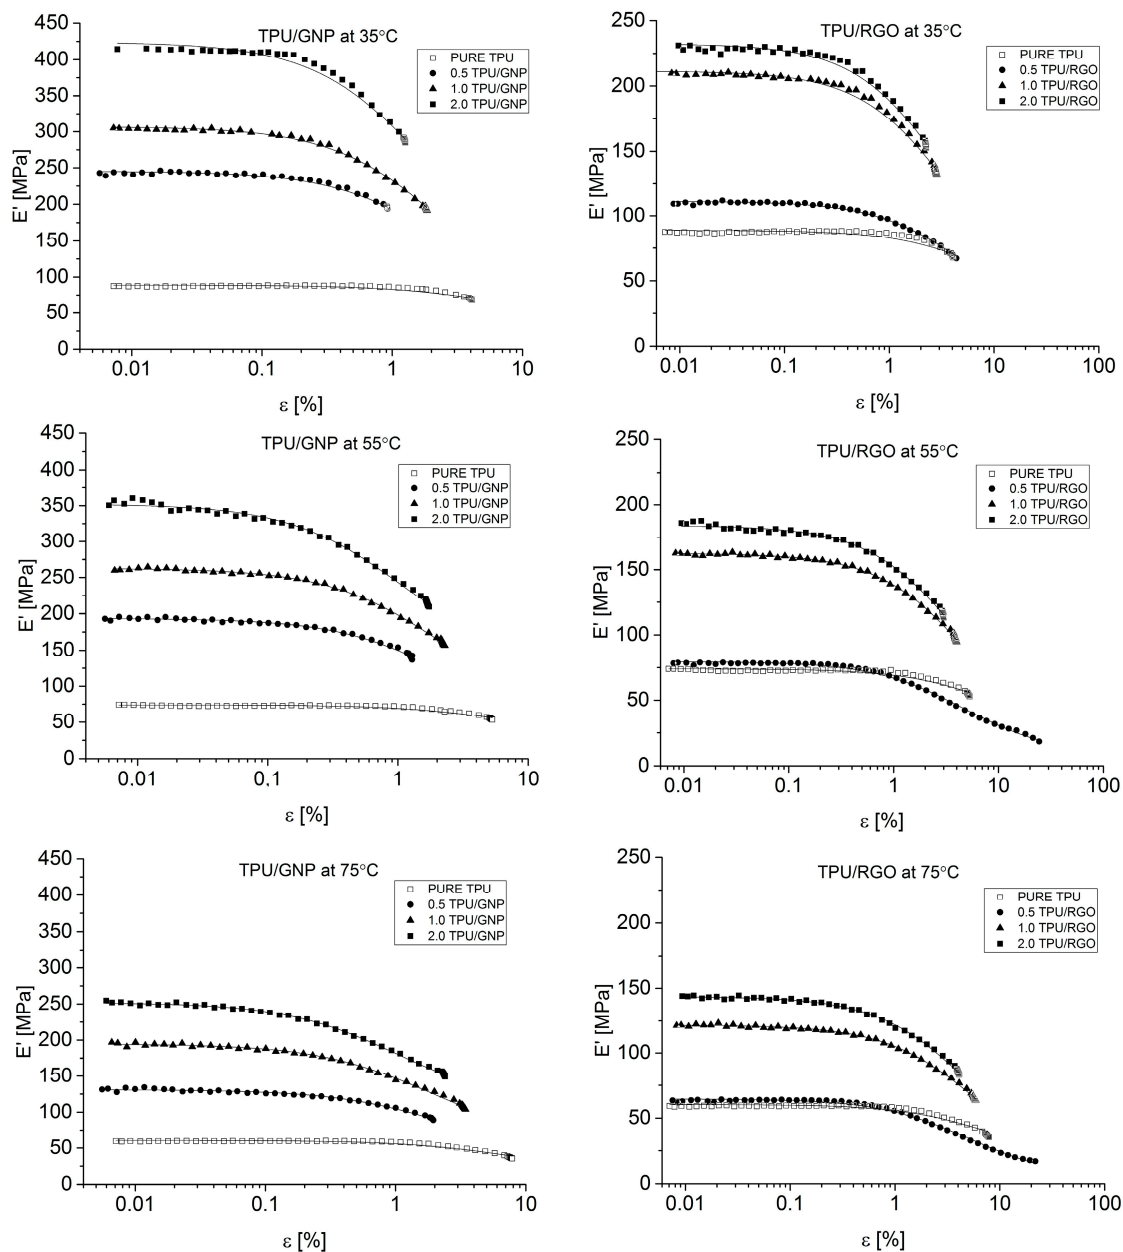 TPU/GNP at 35°C
E' [MPa]
450
400
350
300
250
200
150
100
50
0
PURE TPU
0.5 TPU/GNP
1.0 TPU/GNP
2.0 TPU/GNP
0.01 0.1 1 10
ε [%]
TPU/RGO at 35°C
E' [MPa]
250
200
150
100
50
0
PURE TPU
0.5 TPU/RGO
1.0 TPU/RGO
2.0 TPU/RGO
0.01 0.1 1 10 100
ε [%]
TPU/GNP at 55°C
E' [MPa]
450
400
350
300
250
200
150
100
50
0
PURE TPU
0.5 TPU/GNP
1.0 TPU/GNP
2.0 TPU/GNP
0.01 0.1 1 10
ε [%]
TPU/RGO at 55°C
E' [MPa]
250
200
150
100
50
0
PURE TPU
0.5 TPU/RGO
1.0 TPU/RGO
2.0 TPU/RGO
0.01 0.1 1 10 100
ε [%]
TPU/GNP at 75°C
E' [MPa]
450
400
350
300
250
200
150
100
50
0
PURE TPU
0.5 TPU/GNP
1.0 TPU/GNP
2.0 TPU/GNP
0.01 0.1 1 10
ε [%]
TPU/RGO at 75°C
E' [MPa]
250
200
150
100
50
0
PURE TPU
0.5 TPU/RGO
1.0 TPU/RGO
2.0 TPU/RGO
0.01 0.1 1 10 100
ε [%]